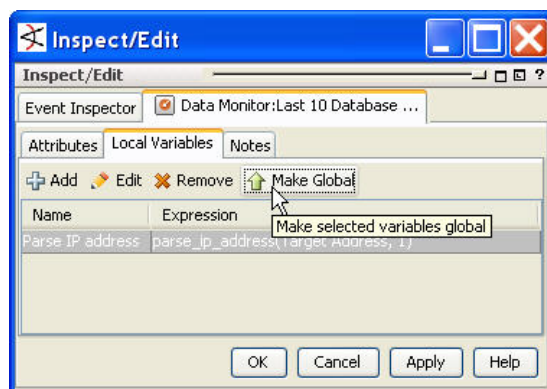 Inspect/Edit
Inspect/Edit ?
Event Inspector Data Monitor:Last 10 Database ...
Attributes Local Variables Notes
Add Edit Remove Make Global
Name Expression
Make selected variables global
Parse IP address parse_ip_address(Target Address, 1)
OK Cancel Apply Help